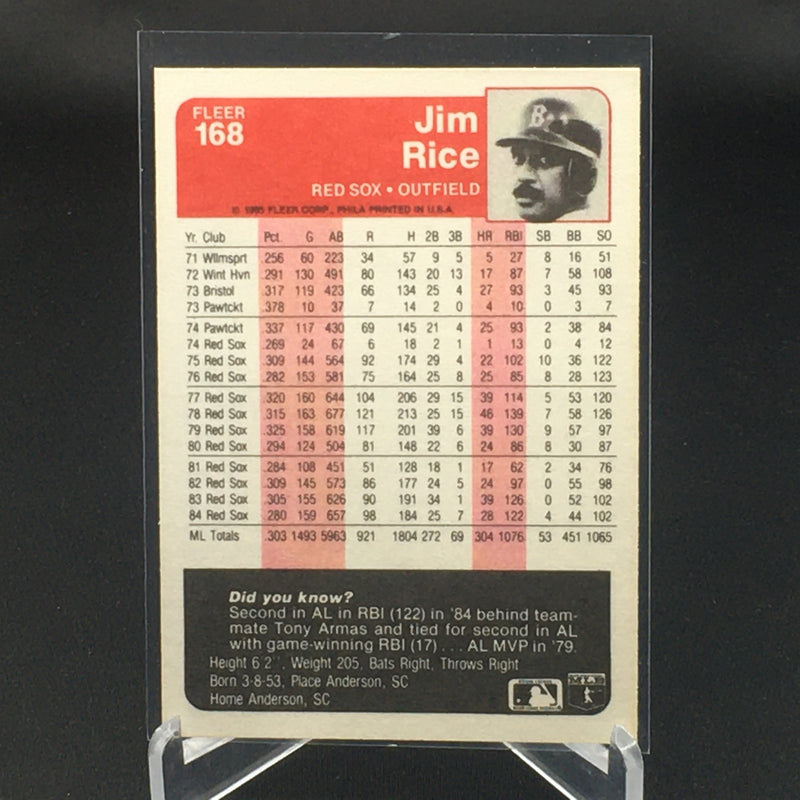 FLEER
168
Jim
Rice
RED SOX • OUTFIELD
© 1985 FLEER CORP., PHILA PRINTED IN U.S.A.
Yr. Club Pct. G AB R H 2B 3B HR RBI SB BB SO
71 Wllmsprt .256 60 223 34 57 9 5 5 27 8 16 51
72 Wint Hvn .291 130 491 80 143 20 13 17 87 7 58 108
73 Bristol .317 119 423 66 134 25 4 27 93 3 45 93
73 Pawtckt .378 10 37 7 14 2 0 4 10 0 3 7
74 Pawtckt .337 117 430 69 145 21 4 25 93 2 38 84
74 Red Sox .269 24 67 6 18 2 1 1 13 0 4 12
75 Red Sox .309 144 564 92 174 29 4 22 102 10 36 122
76 Red Sox .282 153 581 75 164 25 8 25 85 8 28 123
77 Red Sox .320 160 644 104 206 29 15 39 114 5 53 120
78 Red Sox .315 163 677 121 213 25 15 46 139 7 58 126
79 Red Sox .325 158 619 117 201 39 6 39 130 9 57 97
80 Red Sox .294 124 504 81 148 22 6 24 86 8 30 87
81 Red Sox .284 108 451 51 128 18 1 17 62 2 34 76
82 Red Sox .309 145 573 86 177 24 5 24 97 0 55 98
83 Red Sox .305 155 626 90 191 34 1 39 126 0 52 102
84 Red Sox .280 159 657 98 184 25 7 28 122 4 44 102
ML Totals .303 1493 5963 921 1804 272 69 304 1076 53 451 1065
Did you know?
Second in AL in RBI (122) in '84 behind team-
mate Tony Armas and tied for second in AL
with game-winning RBI (17) . . . AL MVP in '79.
Height 6 2", Weight 205, Bats Right, Throws Right
Born 3-8-53, Place Anderson, SC
Home Anderson, SC